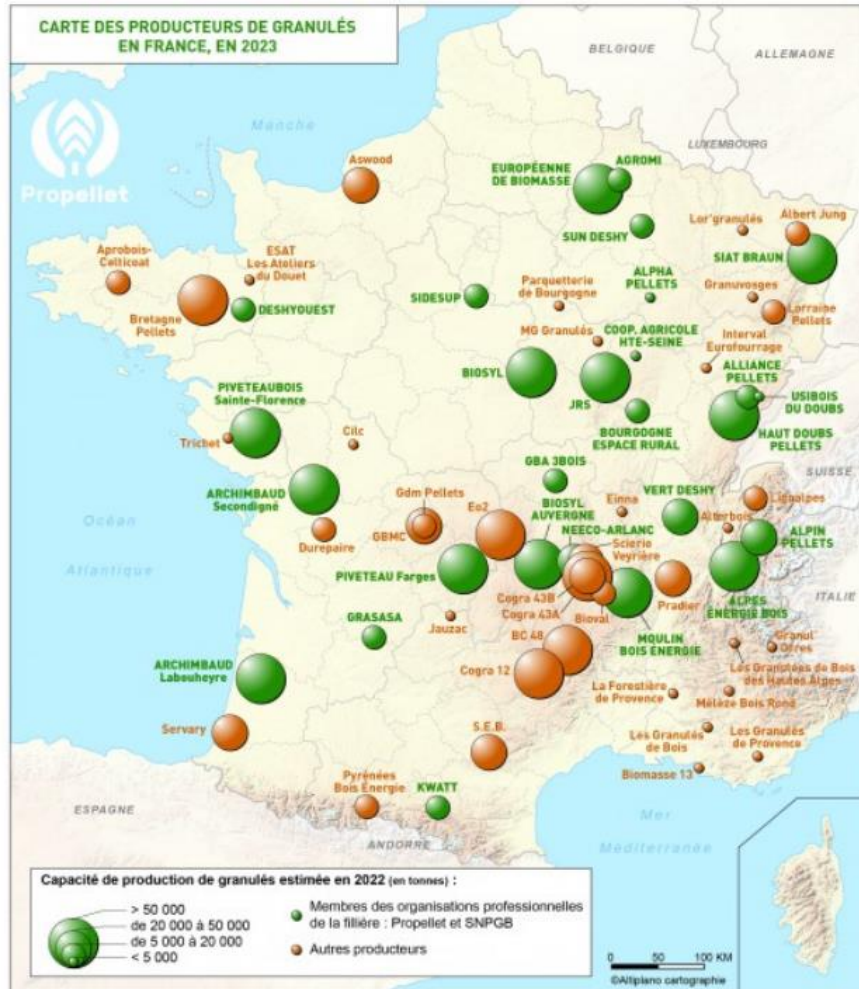 CARTE DES PRODUCTEURS DE GRANULÉS
EN FRANCE, EN 2023
BELGIQUE
ALLEMAGNE
LUXEMBOURG
Manche
Propellet
Aswood
EUROPÉENNE
DE BIOMASSE
AGROMI
SUN DESHY
Lor'granulés
Albert Jung
SIAT BRAUN
Aprobois-
Celticoat
ESAT
Les Ateliers
du Douet
Bretagne
Pellets
DESHYOUEST
SIDESUP
Parquetterie
de Bourgogne
ALPHA
PELLETS
Granuvosges
Lorraine
Pellets
MG Granulés
COOP. AGRICOLE
HTE-SEINE
Interval
Eurofourrage
ALLIANCE
PELLETS
BIOSYL
JRS
USIBOIS
DU DOUBS
PIVETEAUBOIS
Sainte-Florence
BOURGOGNE
ESPACE RURAL
HAUT DOUBS
PELLETS
Trichet
Cilc
SUISSE
GBA 3BOIS
ARCHIMBAUD
Secondigné
Gdm Pellets
Eo2
BIOSYL
AUVERGNE
Einna
VERT DESHY
Ligналpes
NEECO-ARLANC
Alterbois
Océan
Atlantique
Durepaire
GBMC
Scierie
Veyrière
ALPIN
PELLETS
PIVETEAU Farges
Cogra 43B
Cogra 43A
Bioval
Pradier
ALPES
ÉNERGIE BOIS
ITALIE
GRASASA
Jauzac
BC 48
MOULIN
BOIS ÉNERGIE
Granul'
Ofres
ARCHIMBAUD
Labouheyre
Cogra 12
Les Granulés de Bois
des Hautes Alpes
La Forestière
de Provence
Mélèze Bois Rond
Servary
S.E.B.
Les Granulés
de Bois
Les Granulés
de Provence
Pyrénées
Bois Énergie
KWATT
Biomasse 13
ESPAGNE
ANDORRE
Mer
Méditerranée
Capacité de production de granulés estimée en 2022 (en tonnes) :
> 50 000
de 20 000 à 50 000
de 5 000 à 20 000
< 5 000
Membres des organisations professionnelles
de la fillière : Propellet et SNPGB
Autres producteurs
0 50 100 KM
©Altipiano cartographie